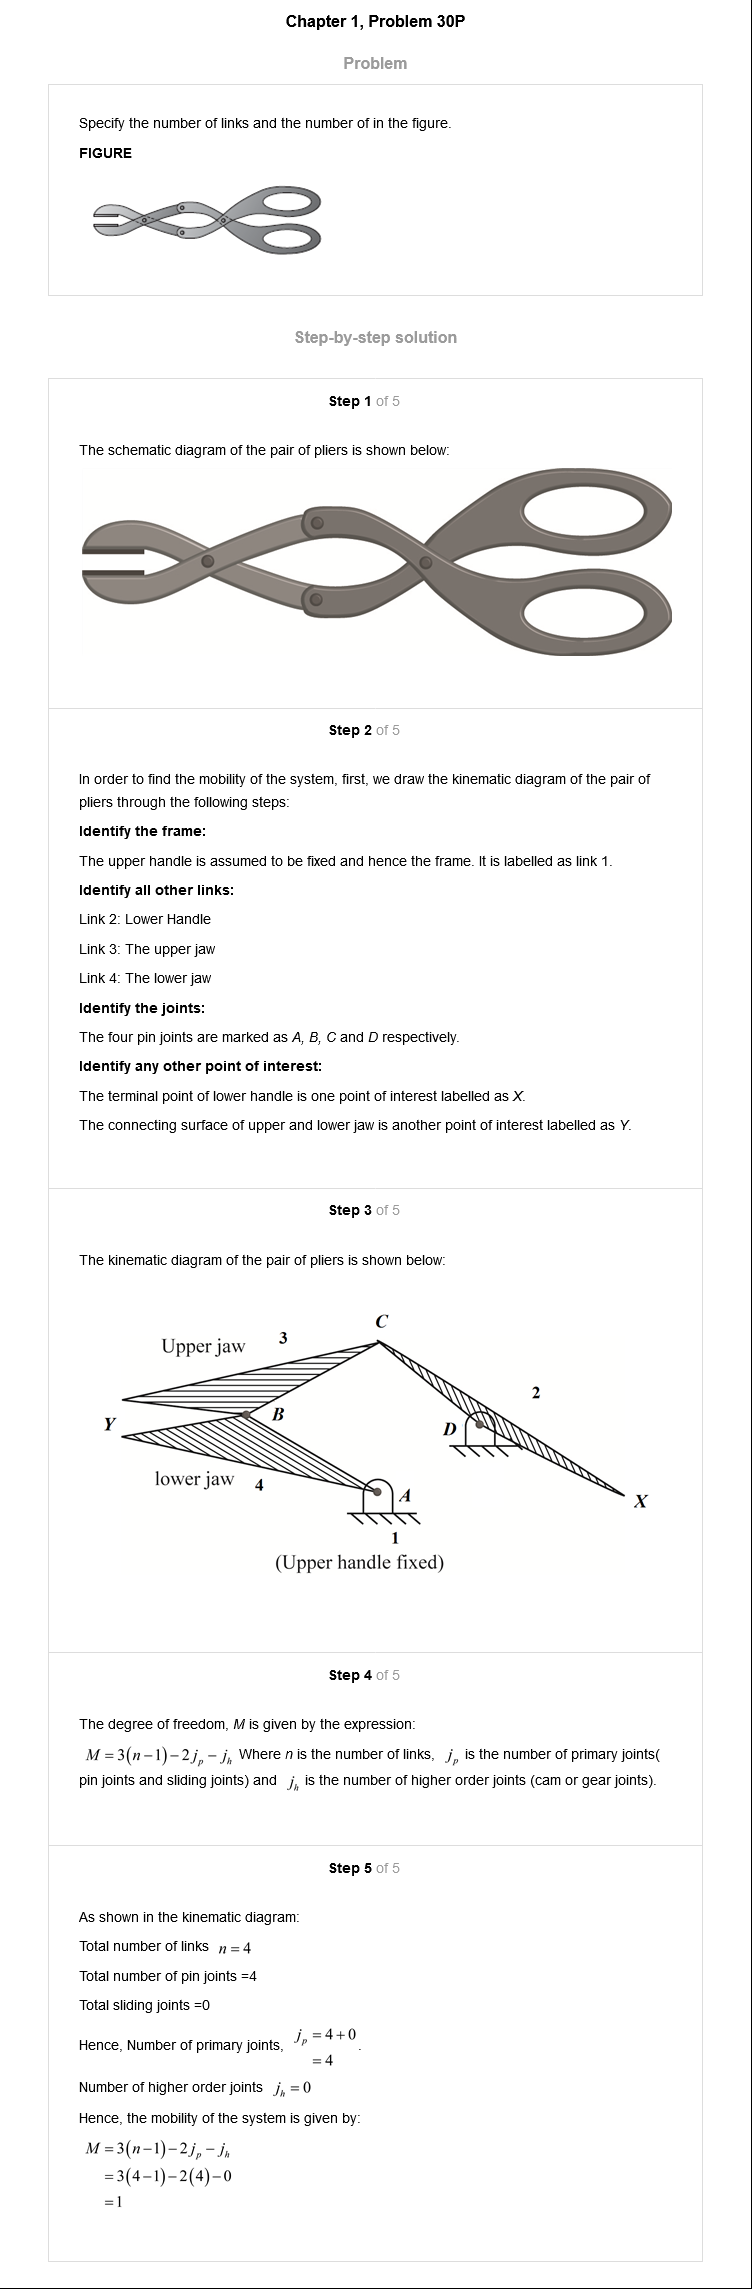 Chapter 1, Problem 30P
Problem
Specify the number of links and the number of in the figure.
FIGURE
Step-by-step solution
Step 1 of 5
The schematic diagram of the pair of pliers is shown below:
Step 2 of 5
In order to find the mobility of the system, first, we draw the kinematic diagram of the pair of
pliers through the following steps:
Identify the frame:
The upper handle is assumed to be fixed and hence the frame. It is labelled as link 1.
Identify all other links:
Link 2: Lower Handle
Link 3: The upper jaw
Link 4: The lower jaw
Identify the joints:
The four pin joints are marked as A, B, C and D respectively.
Identify any other point of interest:
The terminal point of lower handle is one point of interest labelled as X.
The connecting surface of upper and lower jaw is another point of interest labelled as Y.
Step 3 of 5
The kinematic diagram of the pair of pliers is shown below:
C
Upper jaw 3
2
Y B
D
lower jaw 4
A X
1
(Upper handle fixed)
Step 4 of 5
The degree of freedom, M is given by the expression:
M = 3(n−1)−2j_p − j_h Where n is the number of links, j_p is the number of primary joints(
pin joints and sliding joints) and j_h is the number of higher order joints (cam or gear joints).
Step 5 of 5
As shown in the kinematic diagram:
Total number of links n = 4
Total number of pin joints =4
Total sliding joints =0
Hence, Number of primary joints, j_p = 4+0
= 4 .
Number of higher order joints j_h = 0
Hence, the mobility of the system is given by:
M = 3(n−1)−2j_p − j_h
= 3(4−1)−2(4)−0
= 1